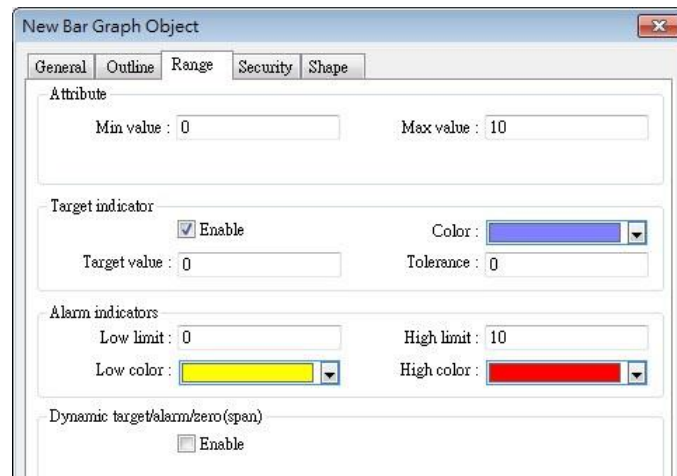 New Bar Graph Object
General Outline Range Security Shape
Attribute
Min value : 0 Max value : 10
Target indicator
Enable Color :
Target value : 0 Tolerance : 0
Alarm indicators
Low limit : 0 High limit : 10
Low color : High color :
Dynamic target/alarm/zero(span)
Enable